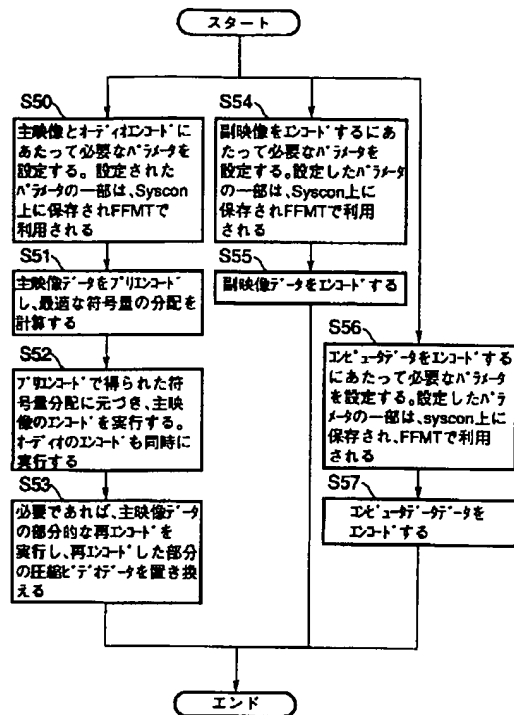 スタート
S50
主映像とオーディオエンコードに
あたって必要なパラメータを
設定する。設定された
パラメータの一部は、Syscon
上に保存されFFMTで
利用される
S51
主映像データをプリエンコード
し、最適な符号量の分配を
計算する
S52
プリエンコードで得られた符
号量分配に元づき、主映
像のエンコードを実行する。
オーディオのエンコードも同時に
実行する
S53
必要であれば、主映像データ
の部分的な再エンコードを
実行し、再エンコードした部分
の圧縮ビデオデータを置き換
える
S54
副映像をエンコードするにあ
たって必要なパラメータを
設定する。設定したパラメータ
の一部は、Syscon上に
保存されFFMTで利用
される
S55
副映像データをエンコードする
S56
コンピュータデータをエンコードする
にあたって必要なパラメータ
を設定する。設定したパラ
メータの一部は、syscon上に
保存され、FFMTで利用
される
S57
コンピュータデータデータを
エンコードする
エンド